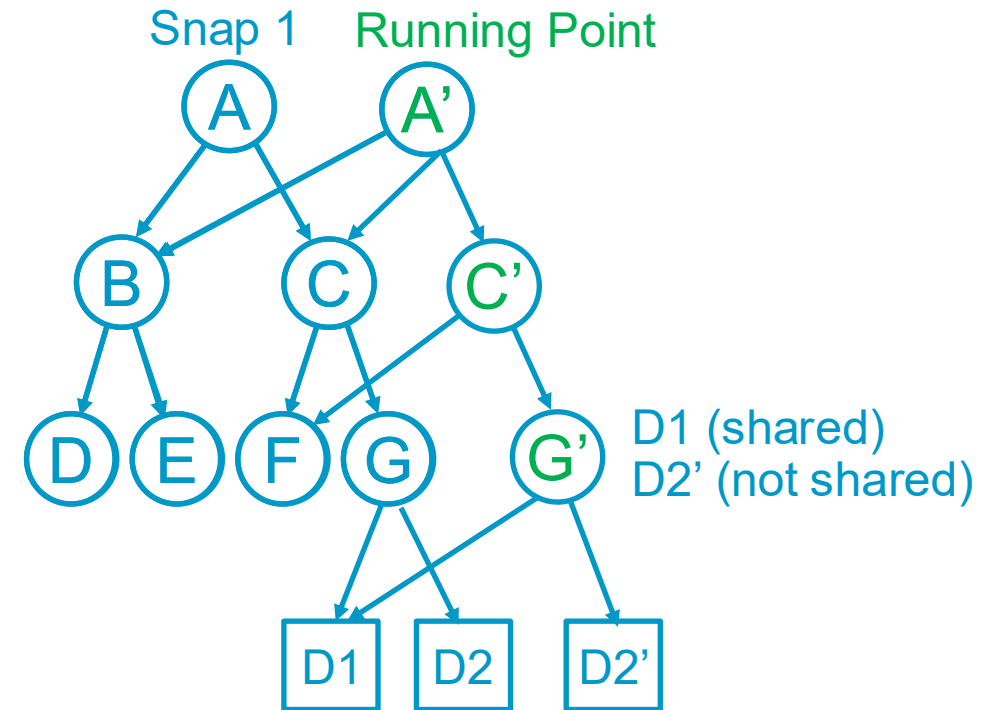 Snap 1
Running Point
A
A’
B
C
C’
D
E
F
G
G’
D1 (shared)
D2’ (not shared)
D1
D2
D2’